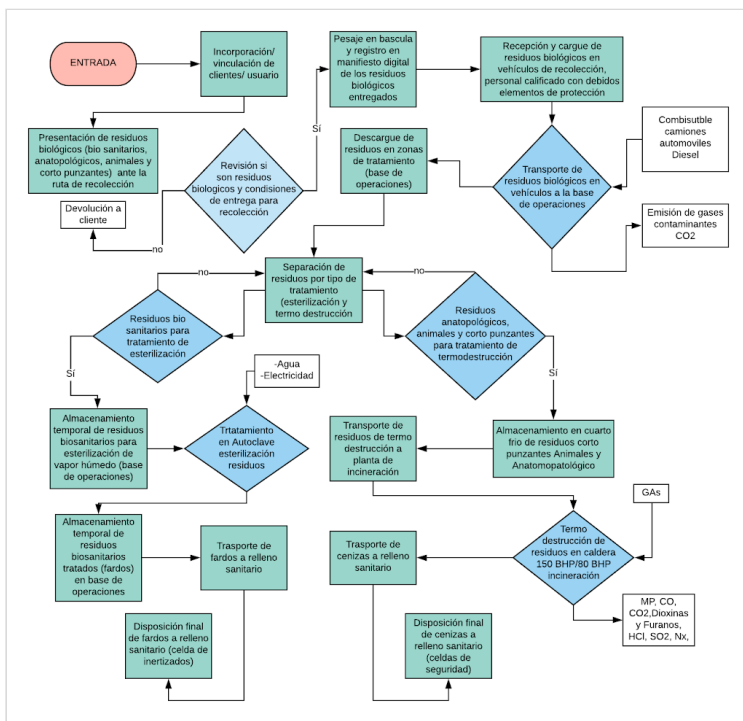 ENTRADA
Incorporación/
vinculación de
clientes/ usuario
Pesaje en bascula
y registro en
manifiesto digital
de los residuos
biológicos
entregados
Recepción y cargue de
residuos biológicos en
vehículos de recolección,
personal calificado con debidos
elementos de protección
Presentación de residuos
biológicos (bio sanitarios,
anatopológicos, animales y
corto punzantes)  ante la
ruta de recolección
Sí
Revisión si
son residuos
biologicos y condisiones
de entrega para
recolección
no
Devolución a
cliente
Descargue de
residuos en zonas
de tratamiento
(base de
operaciones)
Transporte de
residuos biológicos en
vehículos a la base
de operaciones
Combisutble
camiones
automoviles
Diesel
Emisión de gases
contaminantes
CO2
Separación de
residuos por tipo de
tratamiento
(esterilización y
termo destrucción
no
no
Residuos bio
sanitarios para
tratamiento de
esterilización
Residuos
anatopológicos,
animales y corto punzantes
para tratamiento de
termodestrucción
Sí
Sí
-Agua
-Electricidad
Almacenamiento
temporal de residuos
biosanitarios para
esterilización de
vapor húmedo (base
de operaciones)
Trtatamiento
en Autoclave
esterilización
residuos
Transporte de
residuos de termo
destrucción a
planta de
incineración
Almacenamiento en cuarto
frio de residuos corto
punzantes Animales y
Anatomopatológico
GAs
Almacenamiento
temporal de
residuos
biosanitarios
tratados (fardos)
en base de
operaciones
Trasporte de
fardos a relleno
sanitario
Trasporte de
cenizas a relleno
sanitario
Termo
destrucción de
residuos en caldera
150 BHP/80 BHP
incineración
MP, CO,
CO2,Dioxinas
y Furanos,
HCl, SO2, Nx,
Disposición final
de fardos a relleno
sanitario (celda de
inertizados)
Disposición final
de cenizas a
relleno sanitario
(celdas de
seguridad)